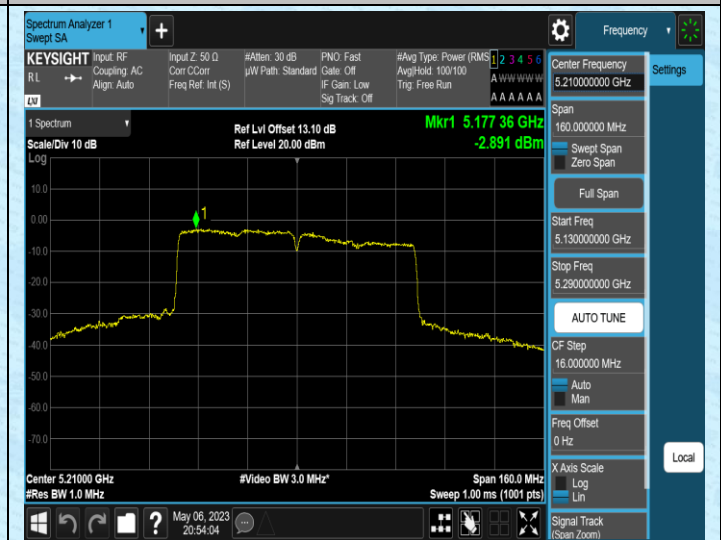 Spectrum Analyzer 1
Swept SA
+
Frequency
KEYSIGHT
RL
LXI
Input: RF
Coupling: AC
Align: Auto
Input Z: 50 Ω
Corr CCorr
Freq Ref: Int (S)
#Atten: 30 dB
µW Path: Standard
PNO: Fast
Gate: Off
IF Gain: Low
Sig Track: Off
#Avg Type: Power (RMS
Avg|Hold: 100/100
Trig: Free Run
1 2 3 4 5 6
A W W W W W
A A A A A A
1 Spectrum
Scale/Div 10 dB
Log
Ref Lvl Offset 13.10 dB
Ref Level 20.00 dBm
Mkr1 5.177 36 GHz
-2.891 dBm
10.0
0.00
-10.0
-20.0
-30.0
-40.0
-50.0
-60.0
-70.0
1
Center 5.21000 GHz
#Res BW 1.0 MHz
#Video BW 3.0 MHz*
Span 160.0 MHz
Sweep 1.00 ms (1001 pts)
?
May 06, 2023
20:54:04
Center Frequency
5.210000000 GHz
Span
160.000000 MHz
Swept Span
Zero Span
Full Span
Start Freq
5.130000000 GHz
Stop Freq
5.290000000 GHz
AUTO TUNE
CF Step
16.000000 MHz
Auto
Man
Freq Offset
0 Hz
X Axis Scale
Log
Lin
Signal Track
(Span Zoom)
Settings
Local